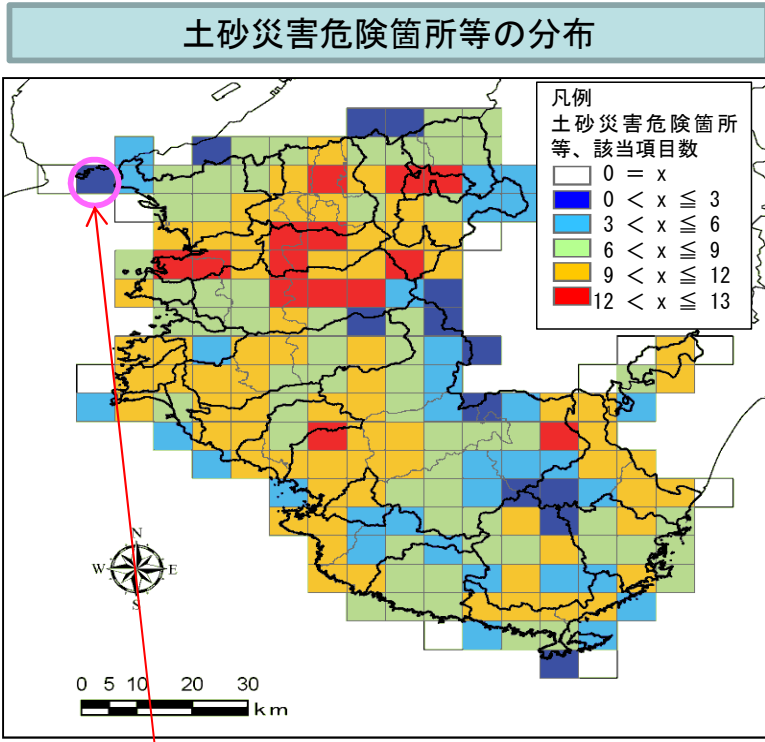 土砂災害危険箇所等の分布
凡例
土砂災害危険箇所
等、該当項目数
0 = x
0 < x ≦ 3
3 < x ≦ 6
6 < x ≦ 9
9 < x ≦ 12
12 < x ≦ 13
N
W E
S
0 5 10 20 30
km